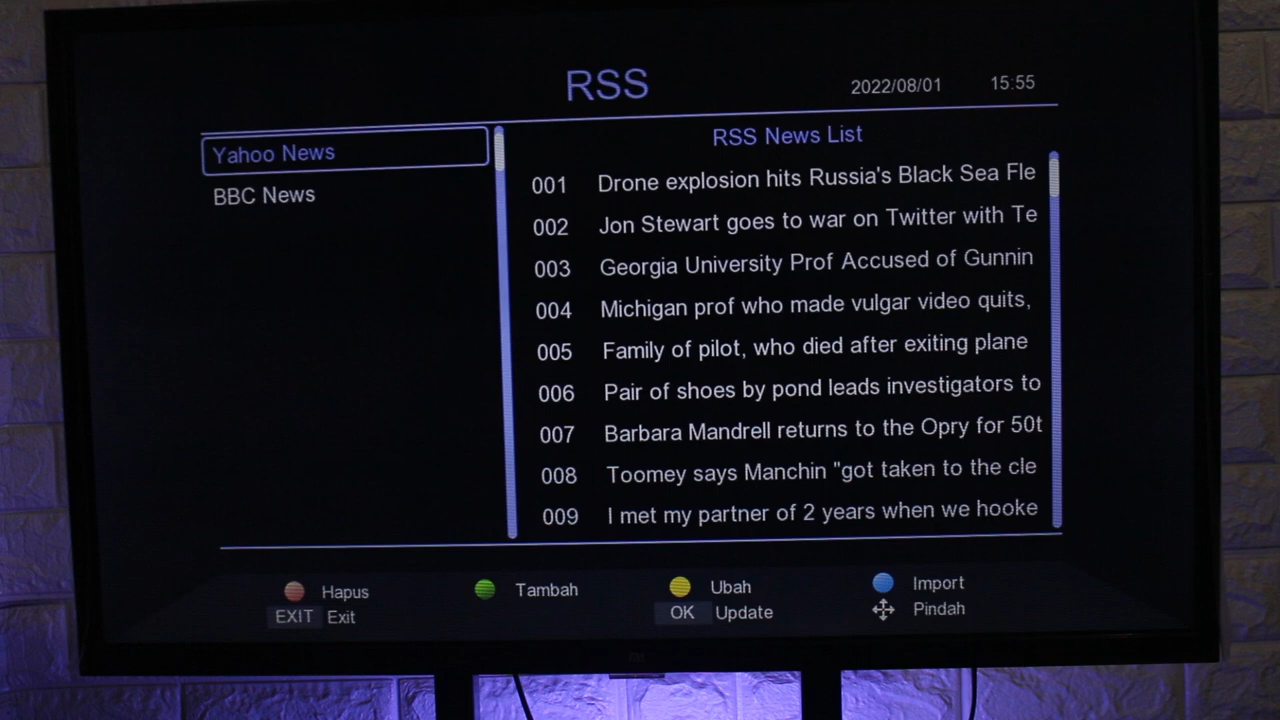 RSS
2022/08/01 15:55
Yahoo News
BBC News
RSS News List
001 Drone explosion hits Russia's Black Sea Fle
002 Jon Stewart goes to war on Twitter with Te
003 Georgia University Prof Accused of Gunnin
004 Michigan prof who made vulgar video quits,
005 Family of pilot, who died after exiting plane
006 Pair of shoes by pond leads investigators to
007 Barbara Mandrell returns to the Opry for 50t
008 Toomey says Manchin "got taken to the cle
009 I met my partner of 2 years when we hooke
Hapus Tambah Ubah Import
EXIT Exit OK Update Pindah